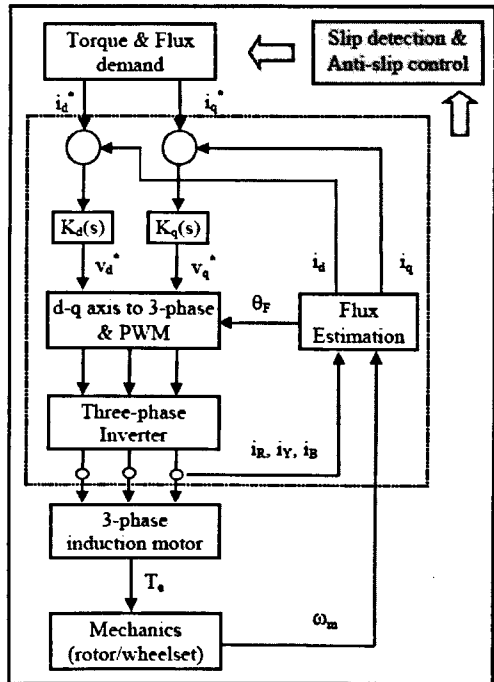 Torque & Flux
demand
Slip detection &
Anti-slip control
i_d*
i_q*
K_d(s)
K_q(s)
v_d*
v_q*
i_d
i_q
d-q axis to 3-phase
& PWM
θ_F
Flux
Estimation
Three-phase
Inverter
i_R, i_Y, i_B
3-phase
induction motor
T_e
Mechanics
(rotor/wheelset)
ω_m